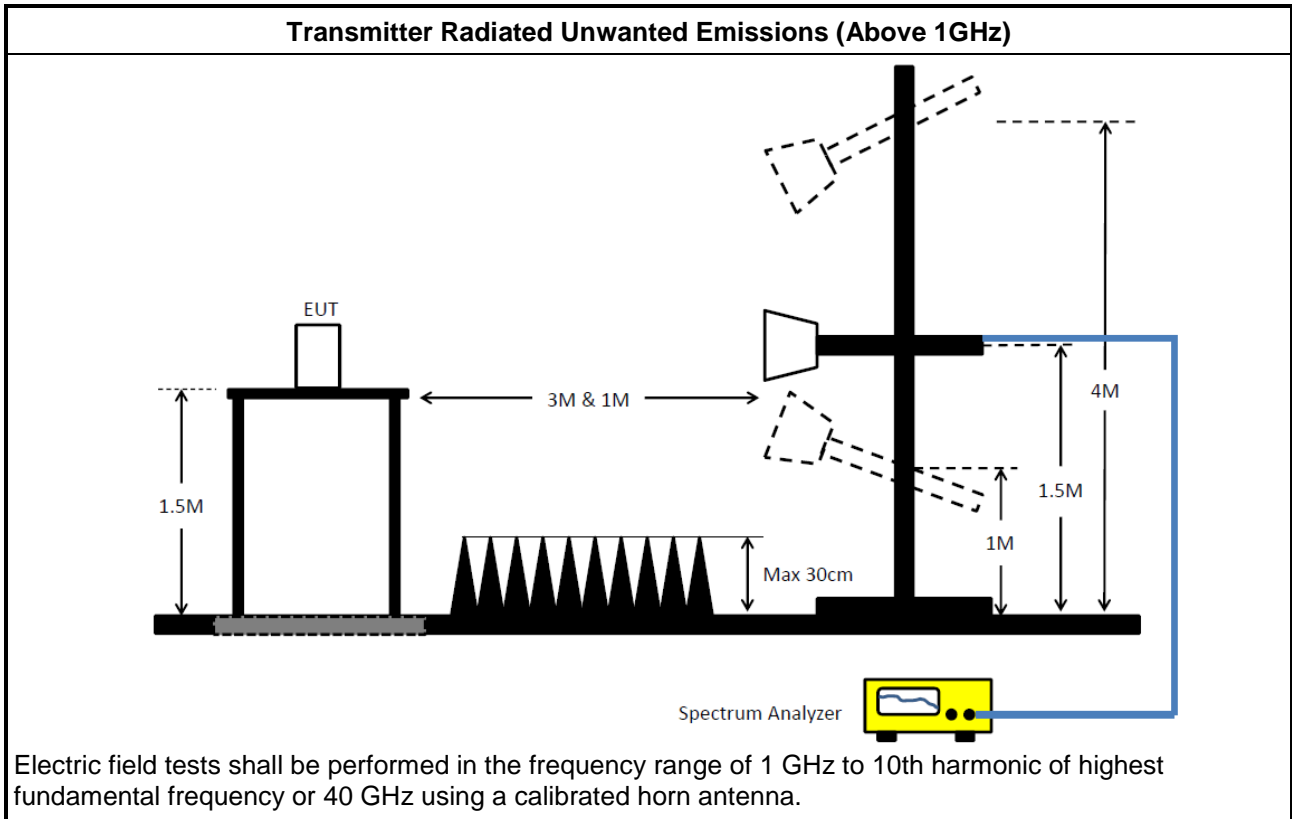 Transmitter Radiated Unwanted Emissions (Above 1GHz)
EUT
3M & 1M
4M
1.5M
1.5M
1M
Max 30cm
Spectrum Analyzer
Electric field tests shall be performed in the frequency range of 1 GHz to 10th harmonic of highest
fundamental frequency or 40 GHz using a calibrated horn antenna.